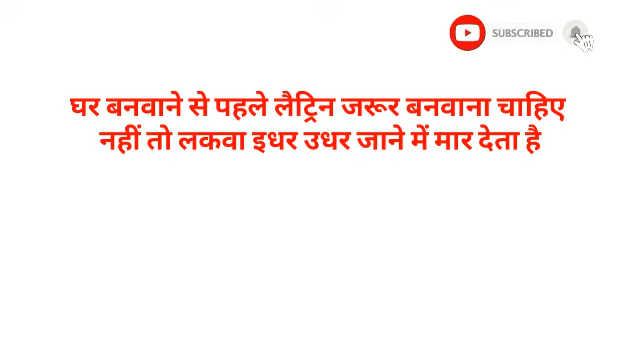 SUBSCRIBED
घर बनवाने से पहले लैट्रिन जरूर बनवाना चाहिए
नहीं तो लकवा इधर उधर जाने में मार देता है